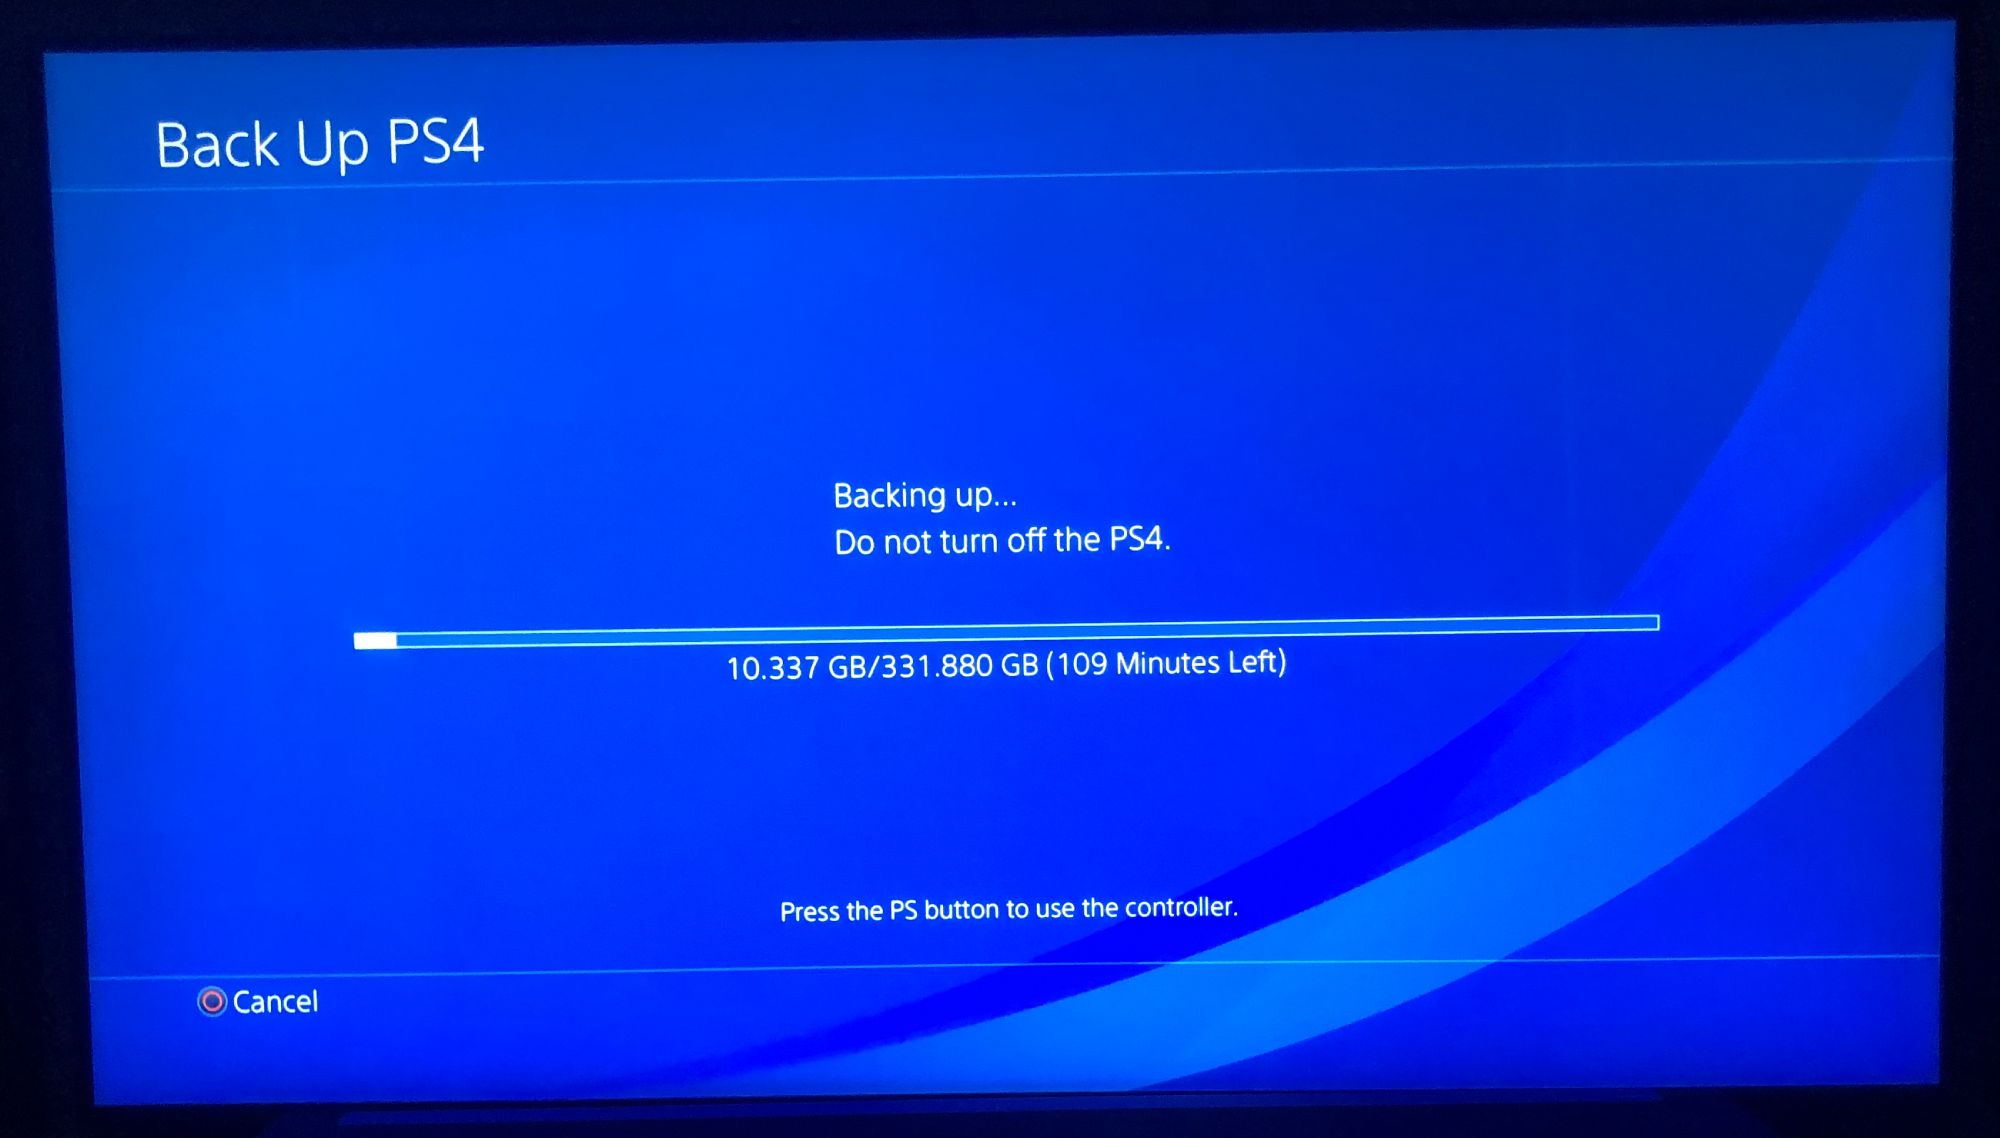 Back Up PS4
Backing up...
Do not turn off the PS4.
10.337 GB/331.880 GB (109 Minutes Left)
Press the PS button to use the controller.
Cancel